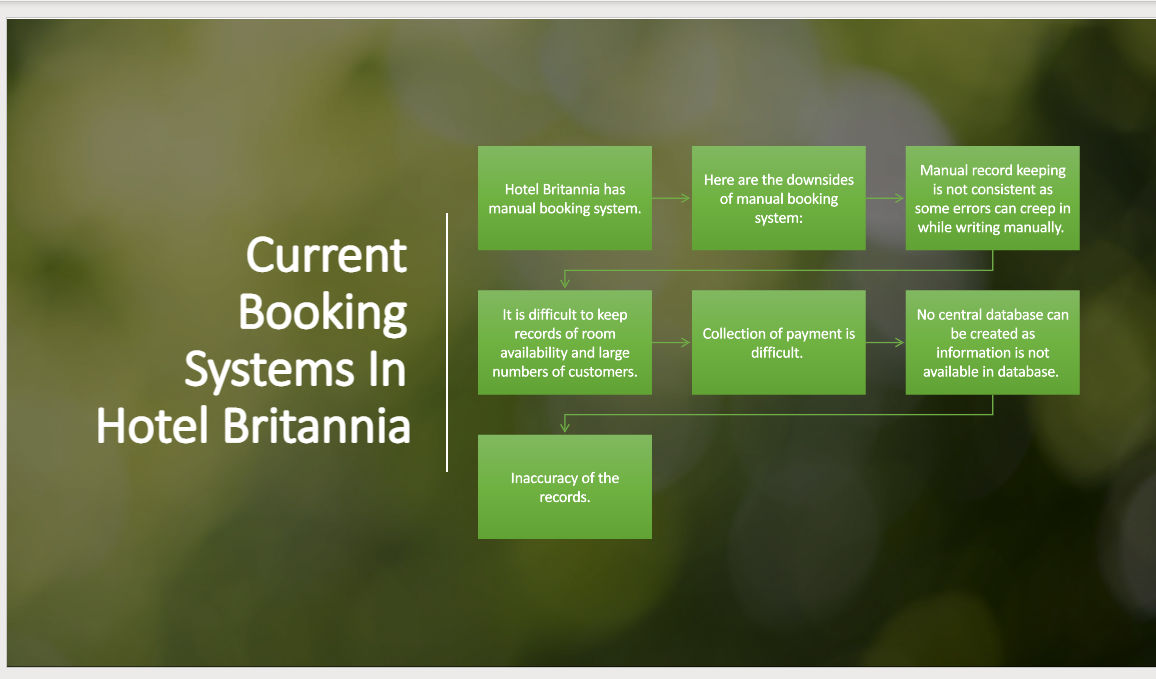 Current
Booking
Systems In
Hotel Britannia
Hotel Britannia has
manual booking system.
Here are the downsides
of manual booking
system:
Manual record keeping
is not consistent as
some errors can creep in
while writing manually.
It is difficult to keep
records of room
availability and large
numbers of customers.
Collection of payment is
difficult.
No central database can
be created as
information is not
available in database.
Inaccuracy of the
records.